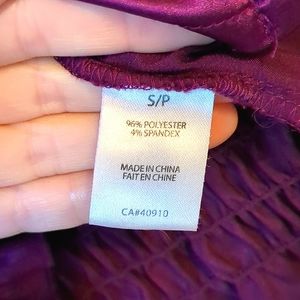 S/P
96% POLYESTER
4% SPANDEX
MADE IN CHINA
FAIT EN CHINE
CA#40910